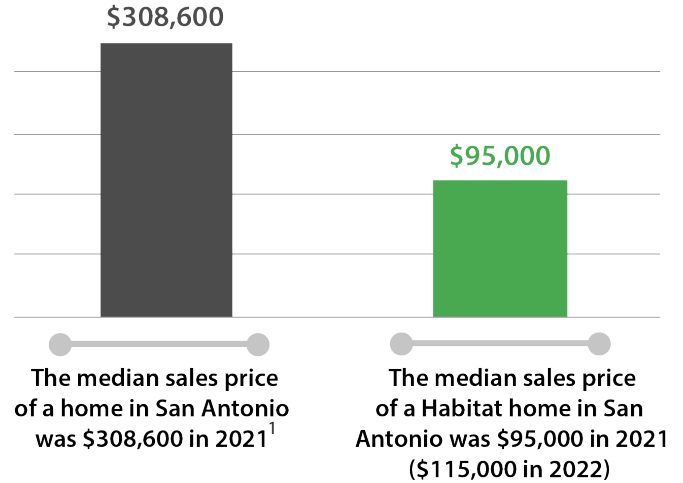 $308,600
$95,000
The median sales price
of a home in San Antonio
was $308,600 in 2021¹
The median sales price
of a Habitat home in San
Antonio was $95,000 in 2021
($115,000 in 2022)